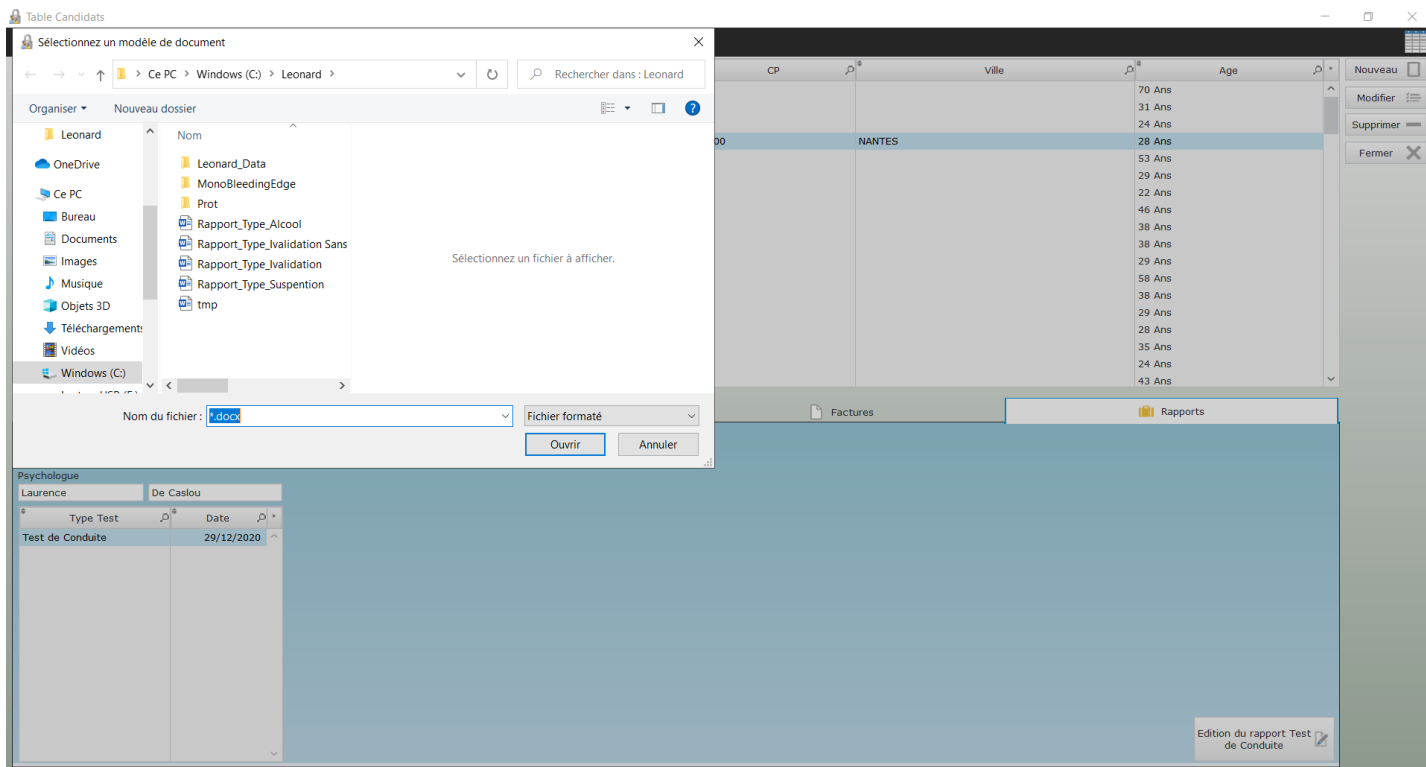 Table Candidats
Sélectionnez un modèle de document
Ce PC > Windows (C:) > Leonard >
Rechercher dans : Leonard
Organiser
Nouveau dossier
Leonard
OneDrive
Ce PC
Bureau
Documents
Images
Musique
Objets 3D
Téléchargements
Vidéos
Windows (C:)
Nom
Leonard_Data
MonoBleedingEdge
Prot
Rapport_Type_Alcool
Rapport_Type_Ivalidation Sans
Rapport_Type_Ivalidation
Rapport_Type_Suspention
tmp
Sélectionnez un fichier à afficher.
Nom du fichier : *.docx
Fichier formaté
Ouvrir
Annuler
CP Ville Age
70 Ans
31 Ans
24 Ans
00 NANTES 28 Ans
53 Ans
29 Ans
22 Ans
46 Ans
38 Ans
38 Ans
29 Ans
58 Ans
38 Ans
29 Ans
28 Ans
35 Ans
24 Ans
43 Ans
Nouveau
Modifier
Supprimer
Fermer
Factures
Rapports
Psychologue
Laurence De Caslou
Type Test Date
Test de Conduite 29/12/2020
Edition du rapport Test
de Conduite